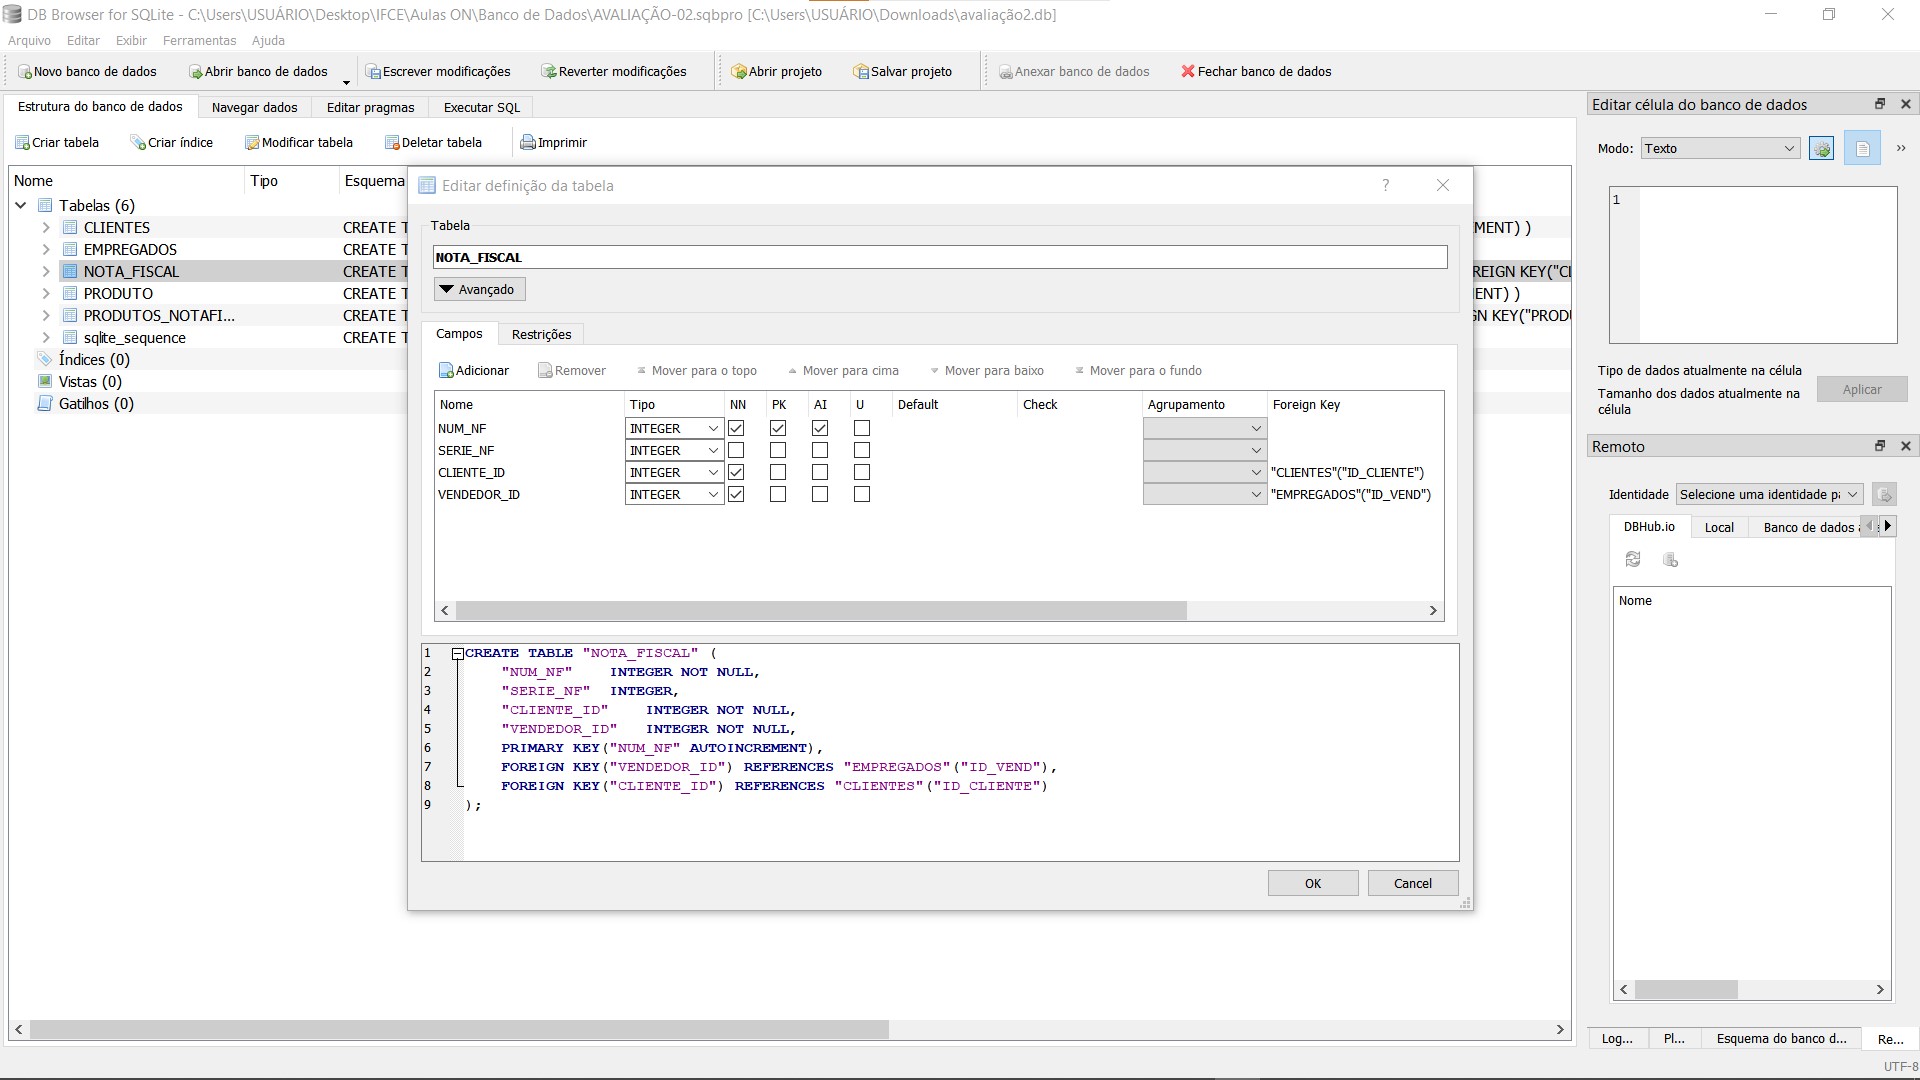 DB Browser for SQLite - C:\Users\USUÁRIO\Desktop\IFCE\Aulas ON\Banco de Dados\AVALIAÇÃO-02.sqbpro [C:\Users\USUÁRIO\Downloads\avaliação2.db]
Arquivo Editar Exibir Ferramentas Ajuda
Novo banco de dados Abrir banco de dados Escrever modificações Reverter modificações Abrir projeto Salvar projeto Anexar banco de dados Fechar banco de dados
Estrutura do banco de dados Navegar dados Editar pragmas Executar SQL
Criar tabela Criar índice Modificar tabela Deletar tabela Imprimir
Nome Tipo Esquema
Tabelas (6)
CLIENTES CREATE T MENT) )
EMPREGADOS CREATE T
NOTA_FISCAL CREATE T REIGN KEY("CL
PRODUTO CREATE T ENT) )
PRODUTOS_NOTAFI... CREATE T GN KEY("PRODU
sqlite_sequence CREATE T
Índices (0)
Vistas (0)
Gatilhos (0)
Editar definição da tabela ?
Tabela
NOTA_FISCAL
Avançado
Campos Restrições
Adicionar Remover Mover para o topo Mover para cima Mover para baixo Mover para o fundo
Nome Tipo NN PK AI U Default Check Agrupamento Foreign Key
NUM_NF INTEGER
SERIE_NF INTEGER
CLIENTE_ID INTEGER "CLIENTES"("ID_CLIENTE")
VENDEDOR_ID INTEGER "EMPREGADOS"("ID_VEND")
1 CREATE TABLE "NOTA_FISCAL" (
2 "NUM_NF" INTEGER NOT NULL,
3 "SERIE_NF" INTEGER,
4 "CLIENTE_ID" INTEGER NOT NULL,
5 "VENDEDOR_ID" INTEGER NOT NULL,
6 PRIMARY KEY("NUM_NF" AUTOINCREMENT),
7 FOREIGN KEY("VENDEDOR_ID") REFERENCES "EMPREGADOS"("ID_VEND"),
8 FOREIGN KEY("CLIENTE_ID") REFERENCES "CLIENTES"("ID_CLIENTE")
9 );
OK Cancel
Editar célula do banco de dados
Modo: Texto »
1
Tipo de dados atualmente na célula
Tamanho dos dados atualmente na célula
Aplicar
Remoto
Identidade Selecione uma identidade pa
DBHub.io Local Banco de dados a
Nome
Log... Pl... Esquema do banco d... Re...
UTF-8